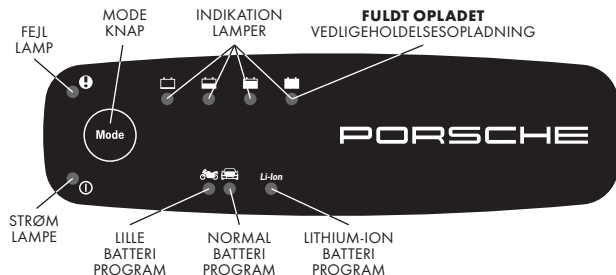 FEJL
LAMP
MODE
KNAP
INDIKATION
LAMPER
FULDT OPLADET
VEDLIGEHOLDELSESOPLADNING
Mode
PORSCHE
Li-Ion
STRØM
LAMPE
LILLE
BATTERI
PROGRAM
NORMAL
BATTERI
PROGRAM
LITHIUM-ION
BATTERI
PROGRAM